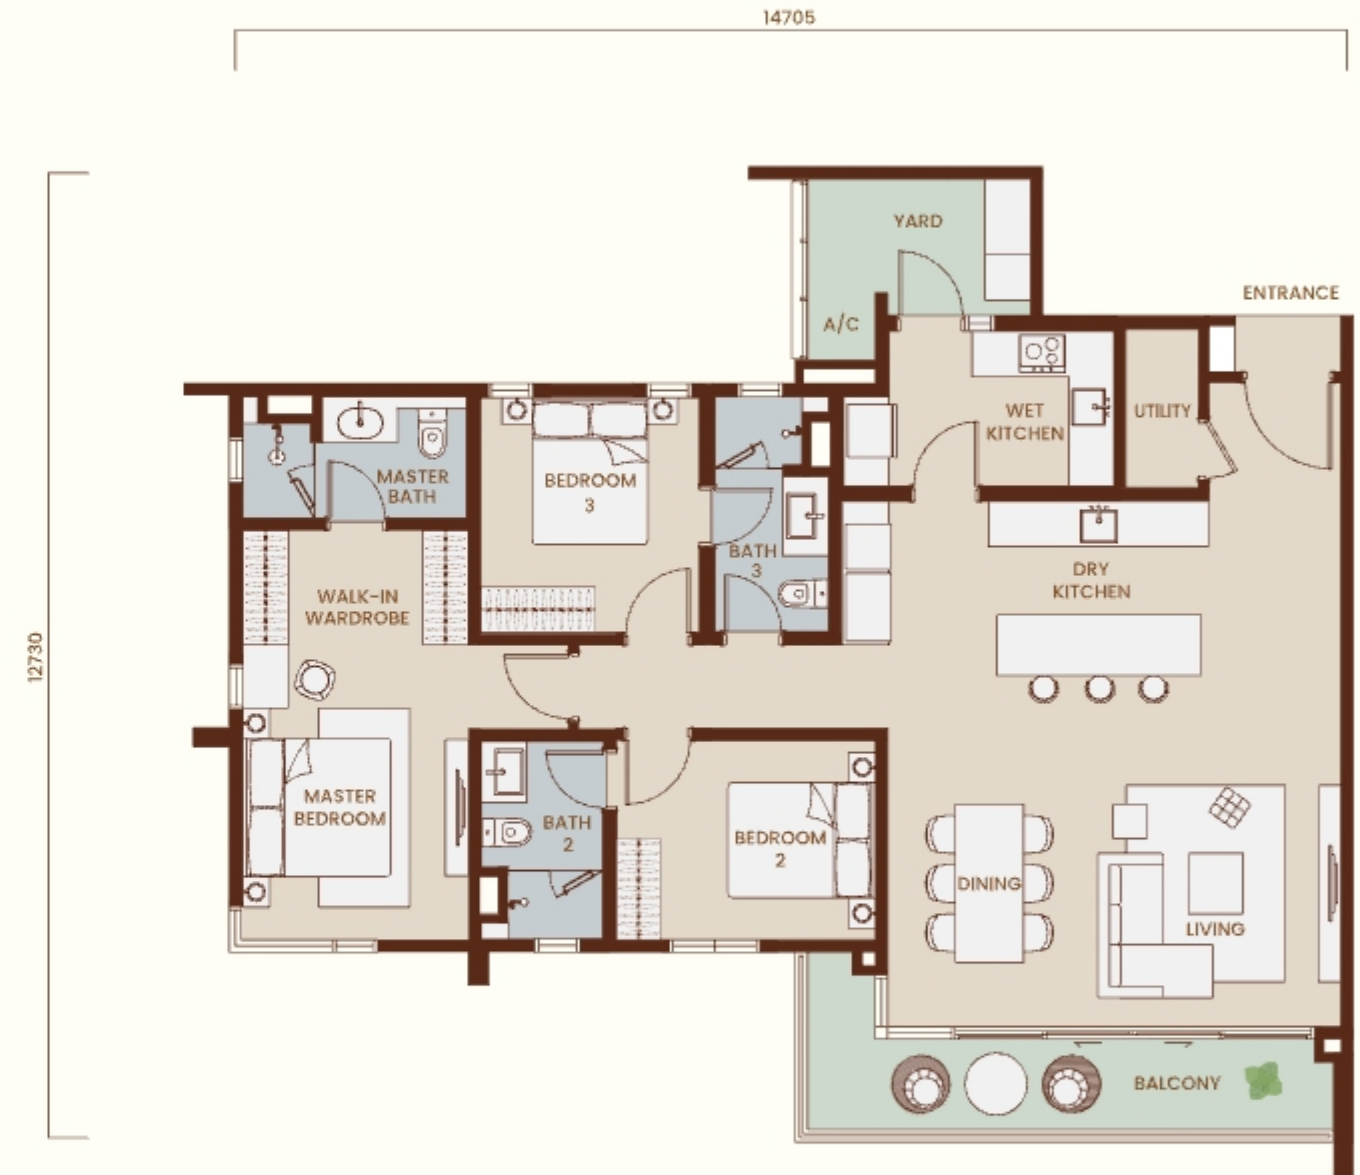 14705
YARD
ENTRANCE
A/C
WET
KITCHEN
UTILITY
MASTER
BATH
BEDROOM
3
BATH
3
DRY
KITCHEN
WALK-IN
WARDROBE
12730
MASTER
BEDROOM
BATH
2
BEDROOM
2
DINING
LIVING
BALCONY